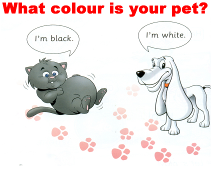 What colour is your pet?
I'm black.
I'm white.